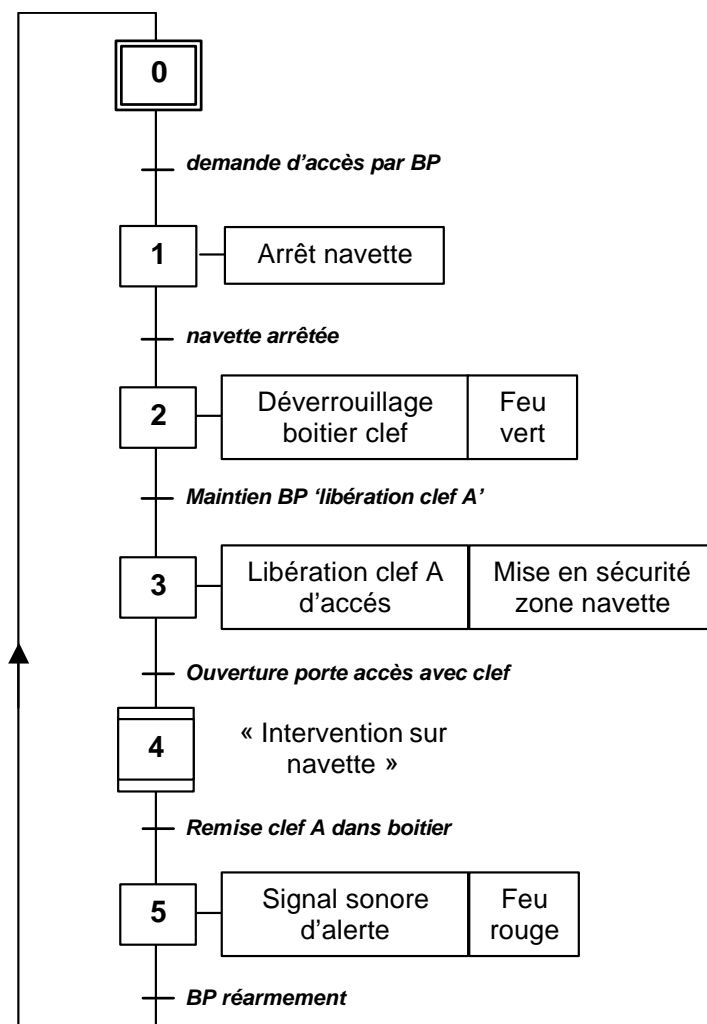 0
demande d'accès par BP
1
Arrêt navette
navette arrêtée
2
Déverrouillage
boitier clef
Feu
vert
Maintien BP ‘libération clef A’
3
Libération clef A
d'accés
Mise en sécurité
zone navette
Ouverture porte accès avec clef
4
« Intervention sur
navette »
Remise clef A dans boitier
5
Signal sonore
d'alerte
Feu
rouge
BP réarmement